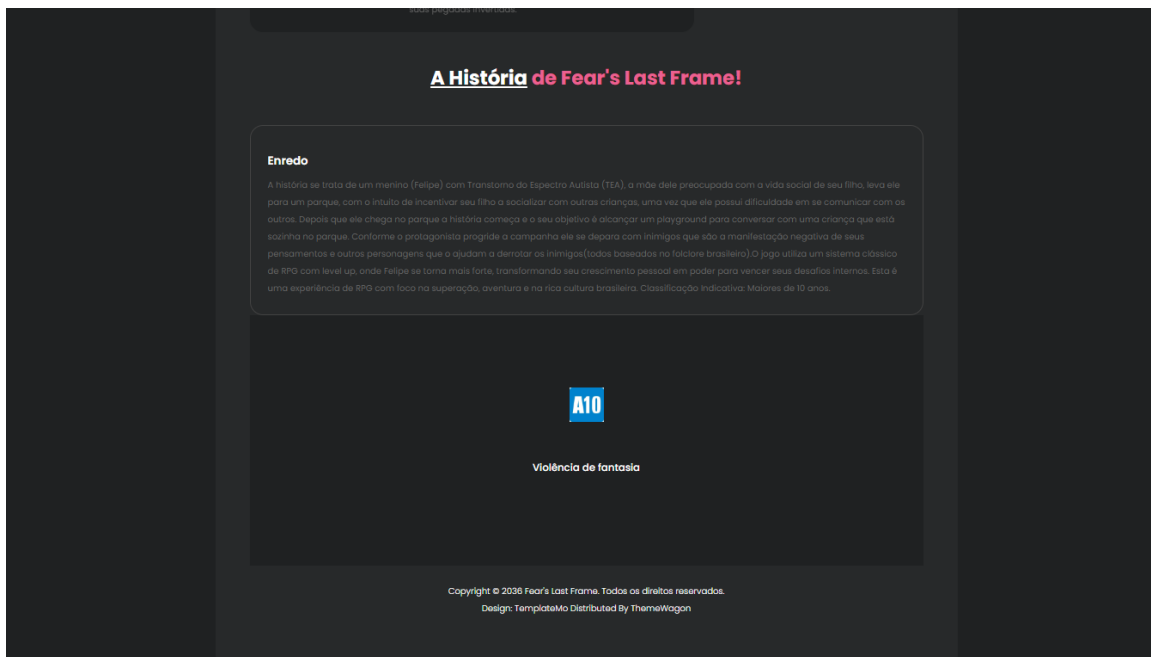 suas pegadas invertidas.
A História de Fear's Last Frame!
Enredo
A história se trata de um menino (Felipe) com Transtorno do Espectro Autista (TEA), a mãe dele preocupada com a vida social de seu filho, leva ele
para um parque, com o intuito de incentivar seu filho a socializar com outras crianças, uma vez que ele possui dificuldade em se comunicar com os
outros. Depois que ele chega no parque a história começa e o seu objetivo é alcançar um playground para conversar com uma criança que está
sozinha no parque. Conforme o protagonista progride a campanha ele se depara com inimigos que são a manifestação negativa de seus
pensamentos e outros personagens que o ajudam a derrotar os inimigos(todos baseados no folclore brasileiro).O jogo utiliza um sistema clássico
de RPG com level up, onde Felipe se torna mais forte, transformando seu crescimento pessoal em poder para vencer seus desafios internos. Esta é
uma experiência de RPG com foco na superação, aventura e na rica cultura brasileira. Classificação Indicativa: Maiores de 10 anos.
A10
Violência de fantasia
Copyright © 2036 Fear's Last Frame. Todos os direitos reservados.
Design: TemplateMo Distributed By ThemeWagon